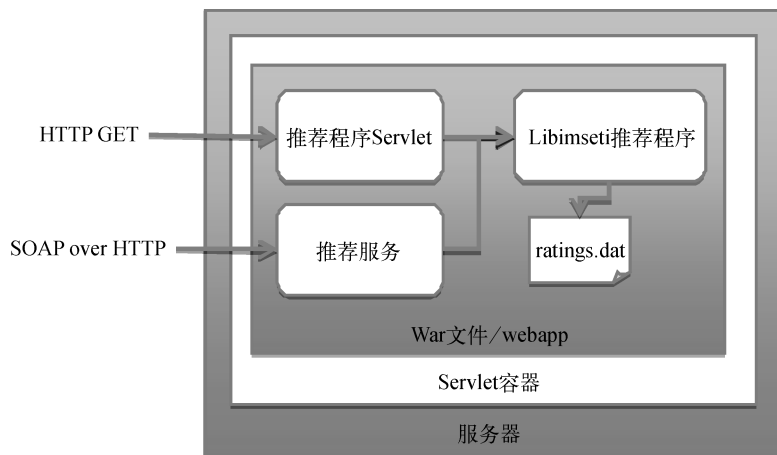 HTTP GET
推荐程序Servlet
Libimseti推荐程序
SOAP over HTTP
推荐服务
ratings.dat
War文件/webapp
Servlet容器
服务器